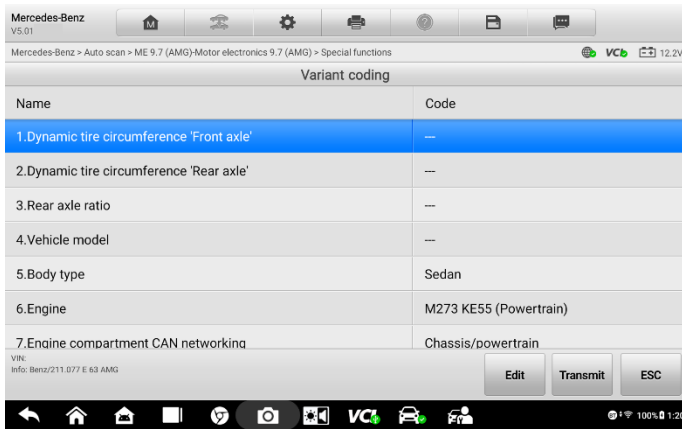 Mercedes-Benz
V5.01
Mercedes-Benz > Auto scan > ME 9.7 (AMG)-Motor electronics 9.7 (AMG) > Special functions
VCI 12.2V
Variant coding
Name Code
1.Dynamic tire circumference 'Front axle' ---
2.Dynamic tire circumference 'Rear axle' ---
3.Rear axle ratio ---
4.Vehicle model ---
5.Body type Sedan
6.Engine M273 KE55 (Powertrain)
7.Engine compartment CAN networking Chassis/powertrain
VIN:
Info: Benz/211.077 E 63 AMG
Edit Transmit ESC
VCI 100% 1:20